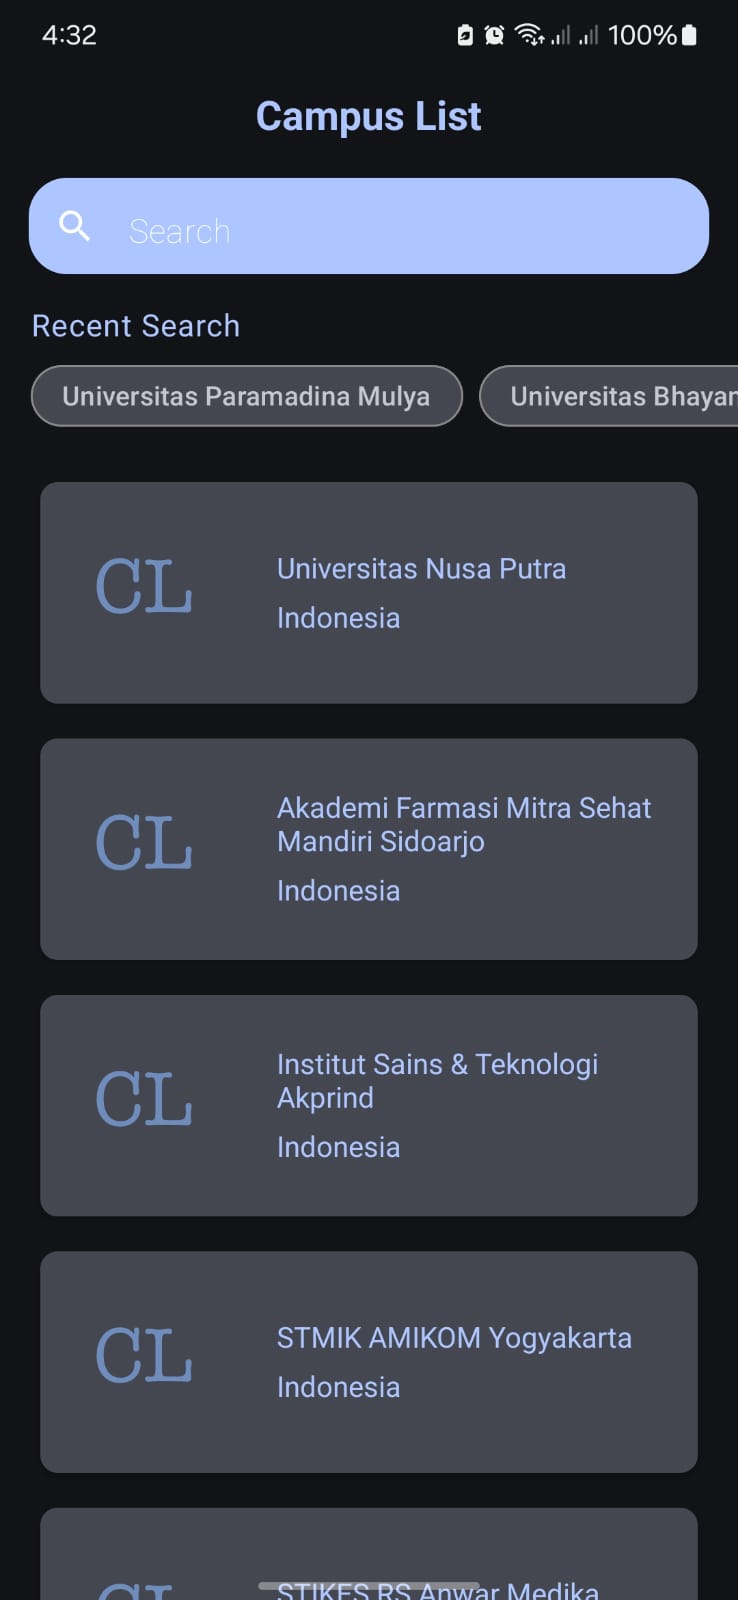 4:32
100%
Campus List
Search
Recent Search
Universitas Paramadina Mulya
Universitas Bhayan
CL
Universitas Nusa Putra
Indonesia
CL
Akademi Farmasi Mitra Sehat
Mandiri Sidoarjo
Indonesia
CL
Institut Sains & Teknologi
Akprind
Indonesia
CL
STMIK AMIKOM Yogyakarta
Indonesia
CL
STIKES RS Anwar Medika